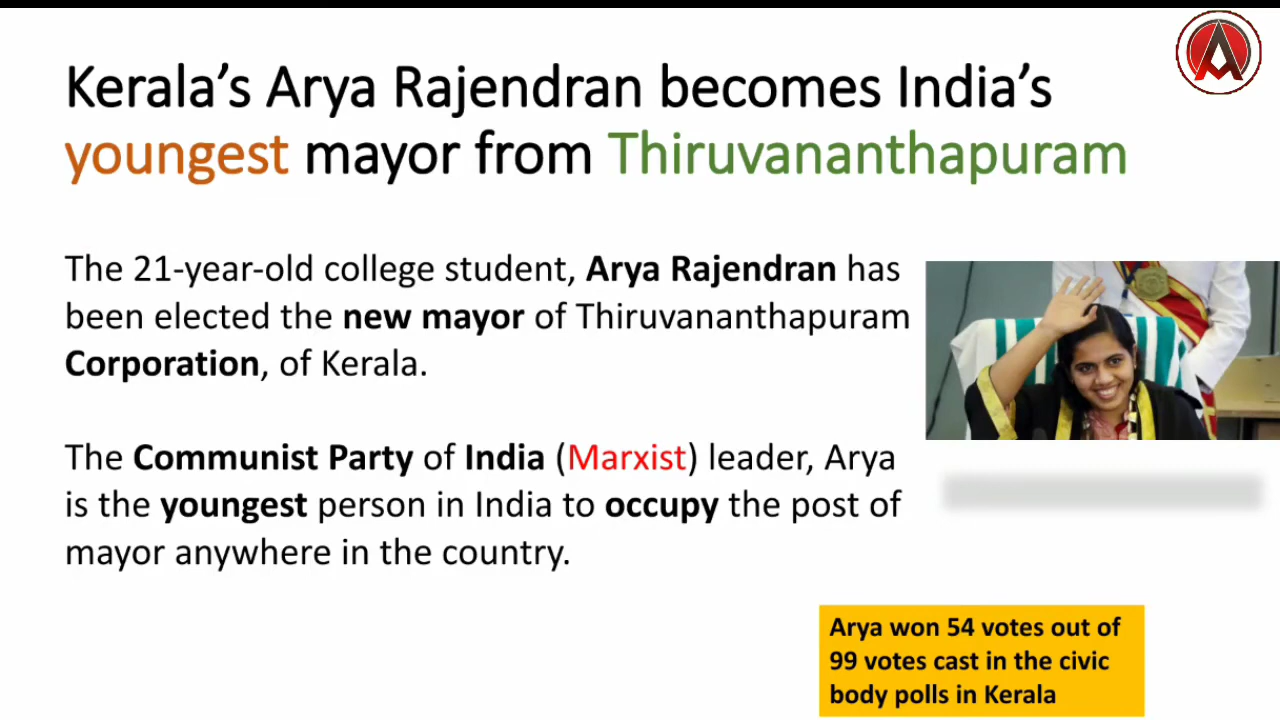 Kerala's Arya Rajendran becomes India's
youngest mayor from Thiruvananthapuram
The 21-year-old college student, Arya Rajendran has
been elected the new mayor of Thiruvananthapuram
Corporation, of Kerala.
The Communist Party of India (Marxist) leader, Arya
is the youngest person in India to occupy the post of
mayor anywhere in the country.
Arya won 54 votes out of
99 votes cast in the civic
body polls in Kerala